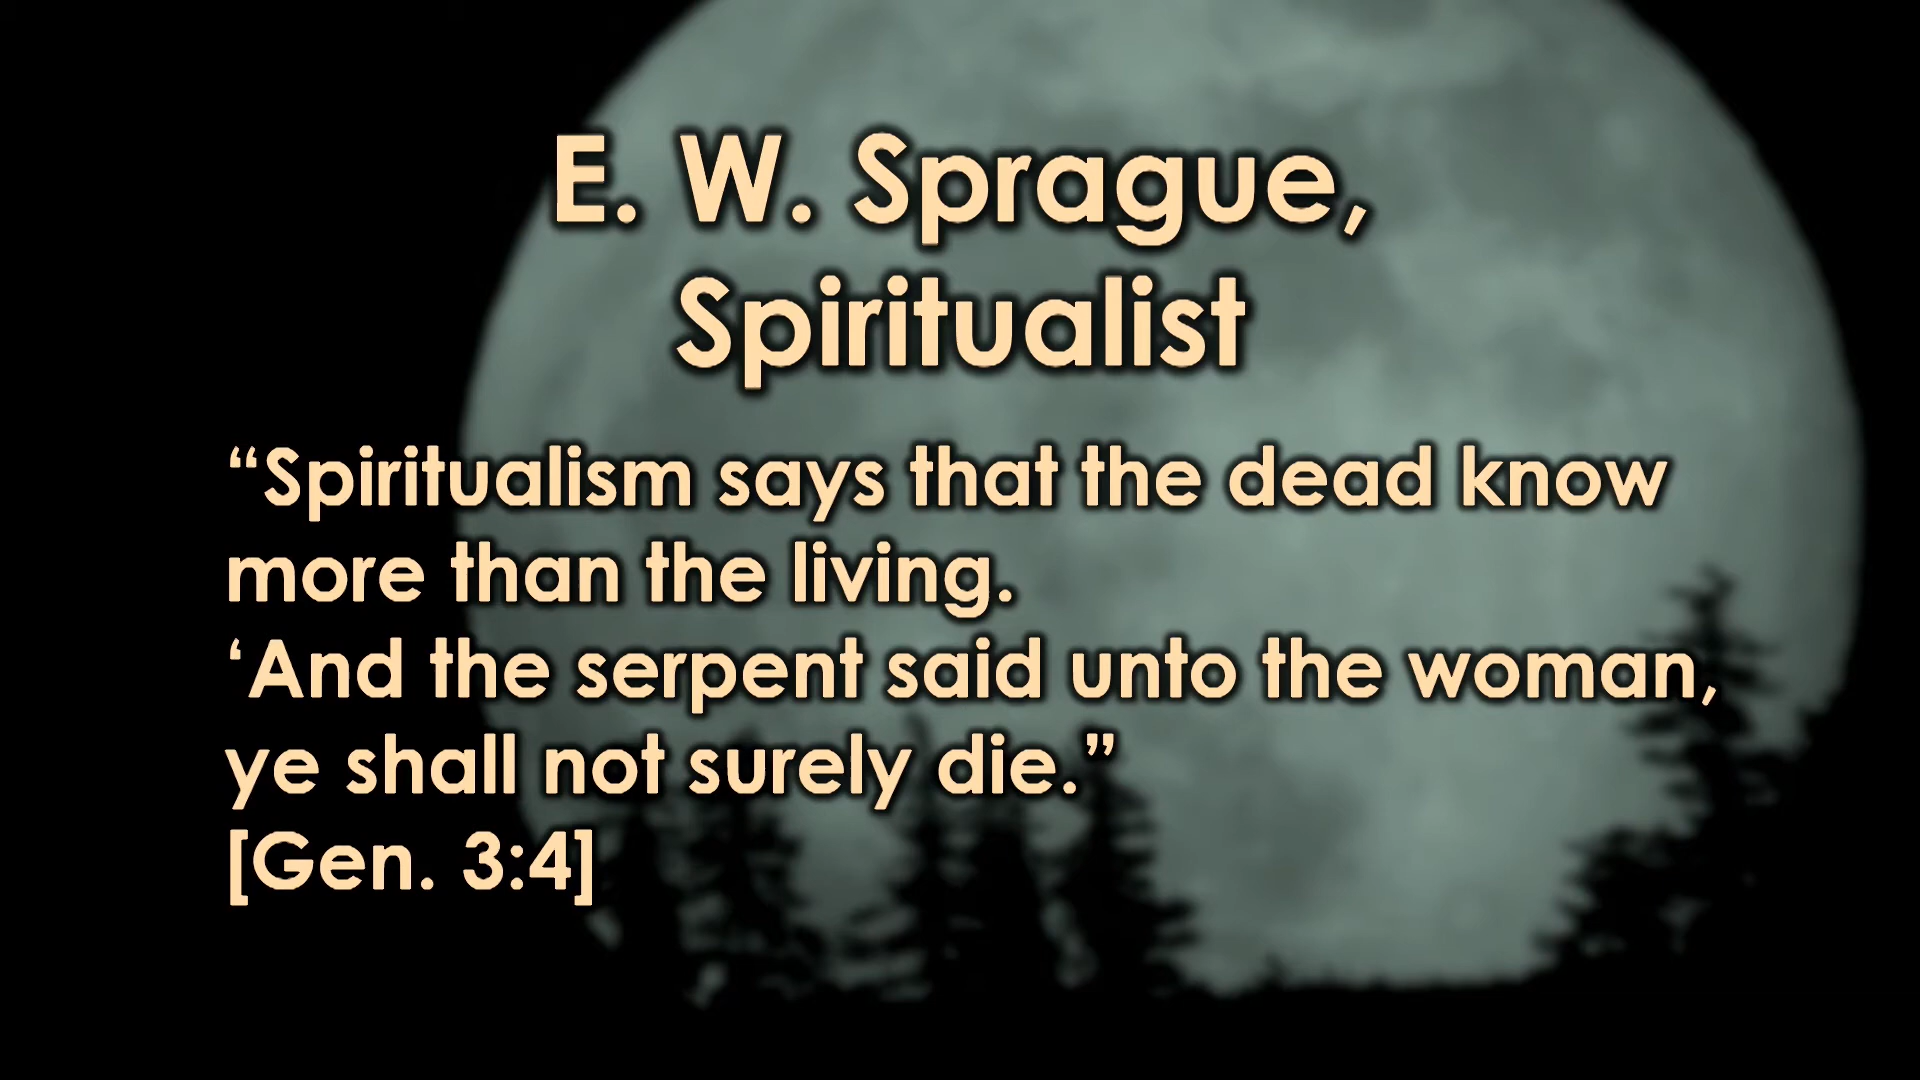 E. W. Sprague,
Spiritualist
“Spiritualism says that the dead know
more than the living.
‘And the serpent said unto the woman,
ye shall not surely die.”
[Gen. 3:4]